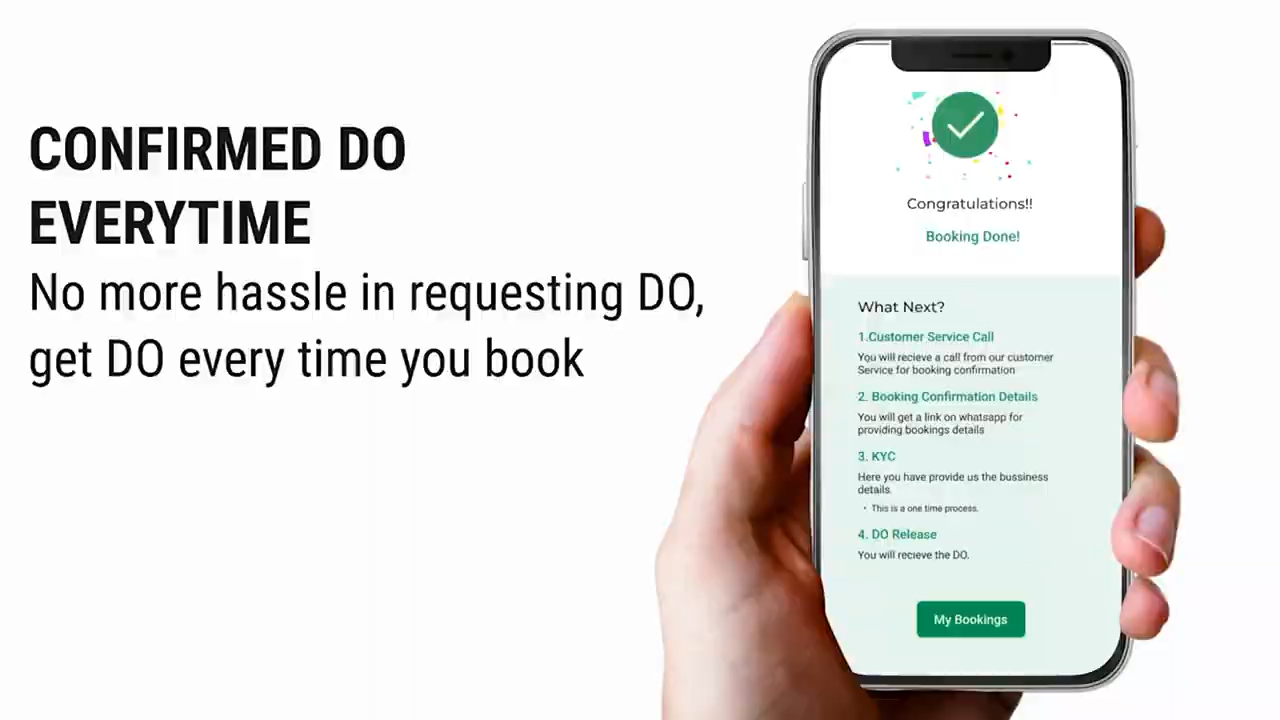 CONFIRMED DO
EVERYTIME
No more hassle in requesting DO,
get DO every time you book
Congratulations!!
Booking Done!
What Next?
1.Customer Service Call
You will recieve a call from our customer
Service for booking confirmation
2. Booking Confirmation Details
You will get a link on whatsapp for
providing bookings details
3. KYC
Here you have provide us the bussiness
details.
• This is a one time process.
4. DO Release
You will recieve the DO.
My Bookings